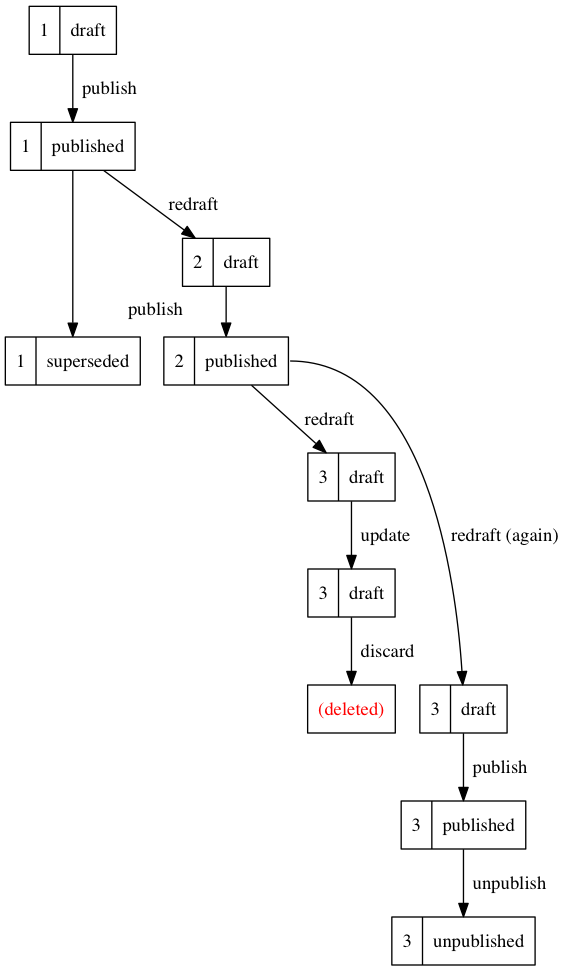 1 draft
publish
1 published
redraft
2 draft
publish
1 superseded
2 published
redraft
3 draft
update
redraft (again)
3 draft
discard
(deleted)
3 draft
publish
3 published
unpublish
3 unpublished